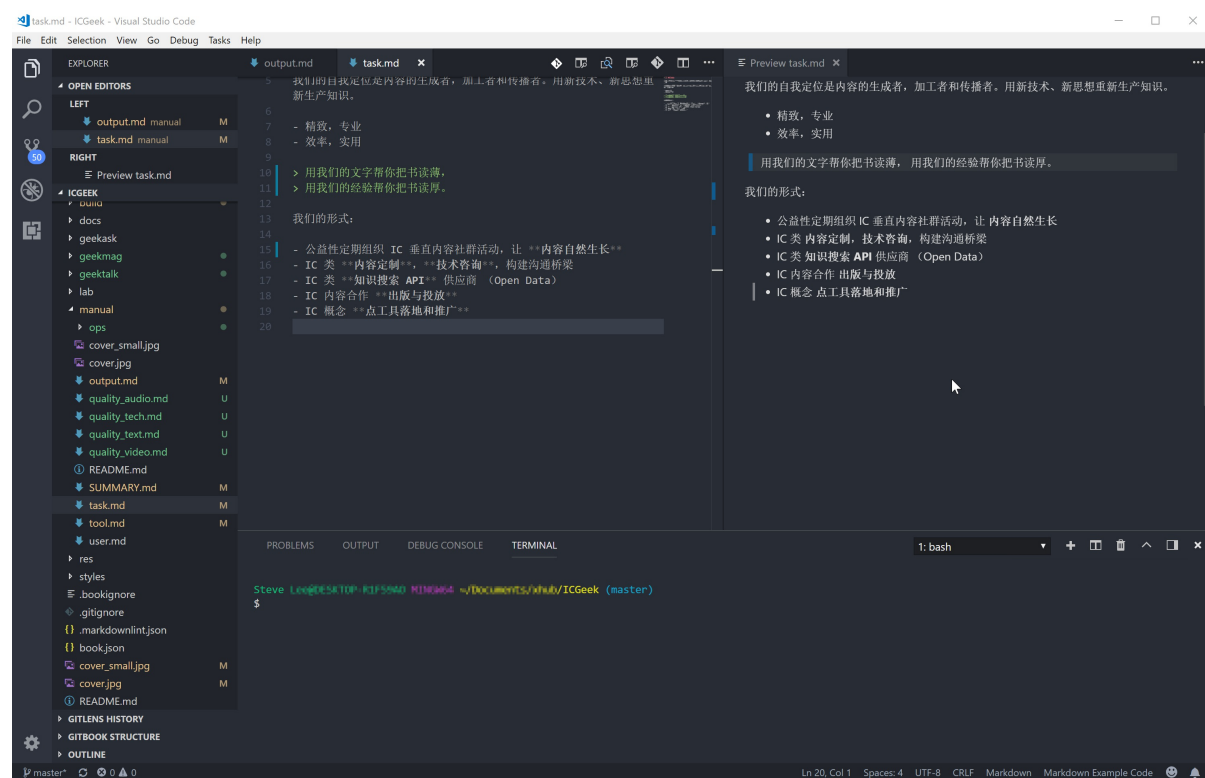 task.md - ICGeek - Visual Studio Code
File Edit Selection View Go Debug Tasks Help
EXPLORER
OPEN EDITORS
LEFT
output.md manual M
task.md manual M
RIGHT
Preview task.md
ICGEEK
build
docs
geekask
geekmag
geektalk
lab
manual
ops
cover_small.jpg
cover.jpg
output.md M
quality_audio.md U
quality_tech.md U
quality_text.md U
quality_video.md U
README.md
SUMMARY.md M
task.md M
tool.md M
user.md
res
styles
.bookignore
.gitignore
.markdownlint.json
book.json
cover_small.jpg M
cover.jpg M
README.md
GITLENS HISTORY
GITBOOK STRUCTURE
OUTLINE
50
output.md task.md
5 我们的自我定位是内容的生成者，加工者和传播者。用新技术、新思想重
新生产知识。
6
7 - 精致，专业
8 - 效率，实用
9
10 > 用我们的文字帮你把书读薄，
11 > 用我们的经验帮你把书读厚。
12
13 我们的形式：
14
15 - 公益性定期组织 IC 垂直内容社群活动，让 **内容自然生长**
16 - IC 类 **内容定制**，**技术咨询**，构建沟通桥梁
17 - IC 类 **知识搜索 API** 供应商 （Open Data）
18 - IC 内容合作 **出版与投放**
19 - IC 概念 **点工具落地和推广**
20
Preview task.md
我们的自我定位是内容的生成者，加工者和传播者。用新技术、新思想重新生产知识。
• 精致，专业
• 效率，实用
用我们的文字帮你把书读薄， 用我们的经验帮你把书读厚。
我们的形式：
• 公益性定期组织 IC 垂直内容社群活动，让 内容自然生长
• IC 类 内容定制，技术咨询，构建沟通桥梁
• IC 类 知识搜索 API 供应商 （Open Data）
• IC 内容合作 出版与投放
• IC 概念 点工具落地和推广
PROBLEMS OUTPUT DEBUG CONSOLE TERMINAL
1: bash
Steve /ICGeek (master)
$
master* 0 0
Ln 20, Col 1 Spaces: 4 UTF-8 CRLF Markdown Markdown Example Code